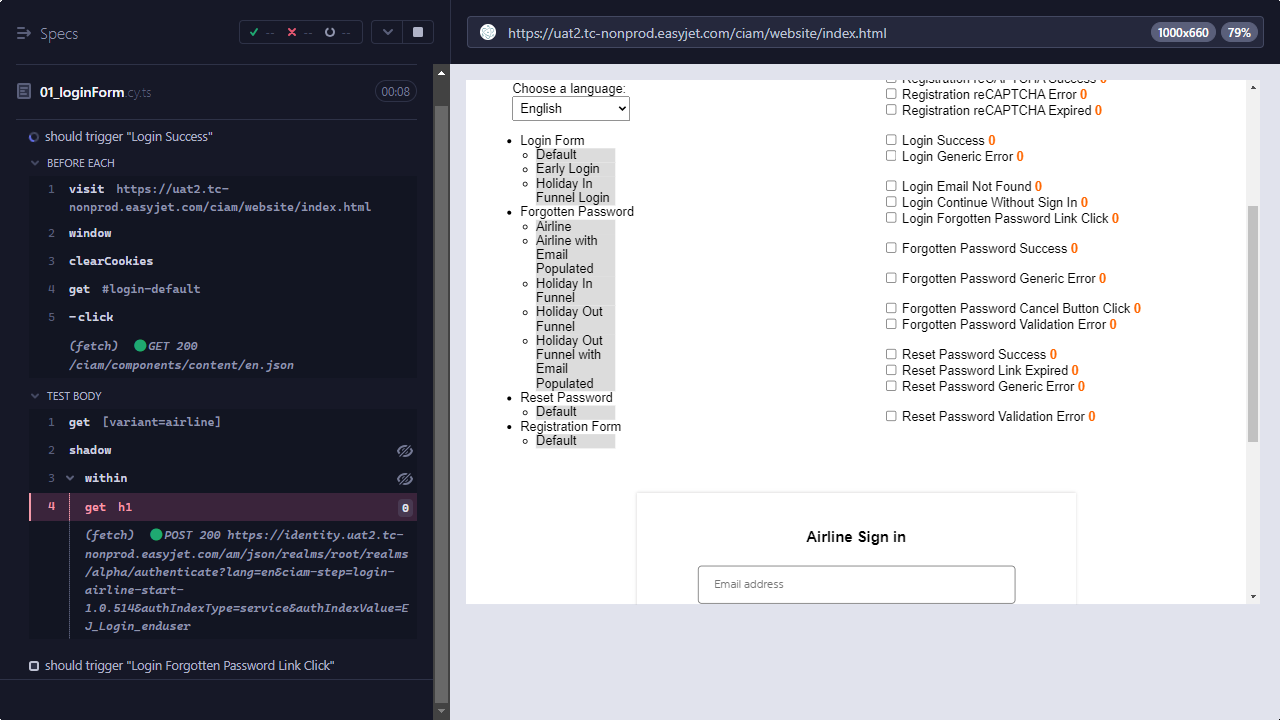 Specs
-- -- --
https://uat2.tc-nonprod.easyjet.com/ciam/website/index.html
1000x660
79%
01_loginForm.cy.ts
00:08
should trigger "Login Success"
BEFORE EACH
1 visit https://uat2.tc-
nonprod.easyjet.com/ciam/website/index.html
2 window
3 clearCookies
4 get #login-default
5 -click
(fetch) GET 200
/ciam/components/content/en.json
TEST BODY
1 get [variant=airline]
2 shadow
3 within
4 get h1 0
(fetch) POST 200 https://identity.uat2.tc-
nonprod.easyjet.com/am/json/realms/root/realms
/alpha/authenticate?lang=en&ciam-step=login-
airline-start-
1.0.514&authIndexType=service&authIndexValue=E
J_Login_enduser
should trigger "Login Forgotten Password Link Click"
Choose a language:
English
Login Form
Default
Early Login
Holiday In
Funnel Login
Forgotten Password
Airline
Airline with
Email
Populated
Holiday In
Funnel
Holiday Out
Funnel
Holiday Out
Funnel with
Email
Populated
Reset Password
Default
Registration Form
Default
Registration reCAPTCHA Success 0
Registration reCAPTCHA Error 0
Registration reCAPTCHA Expired 0
Login Success 0
Login Generic Error 0
Login Email Not Found 0
Login Continue Without Sign In 0
Login Forgotten Password Link Click 0
Forgotten Password Success 0
Forgotten Password Generic Error 0
Forgotten Password Cancel Button Click 0
Forgotten Password Validation Error 0
Reset Password Success 0
Reset Password Link Expired 0
Reset Password Generic Error 0
Reset Password Validation Error 0
Airline Sign in
Email address